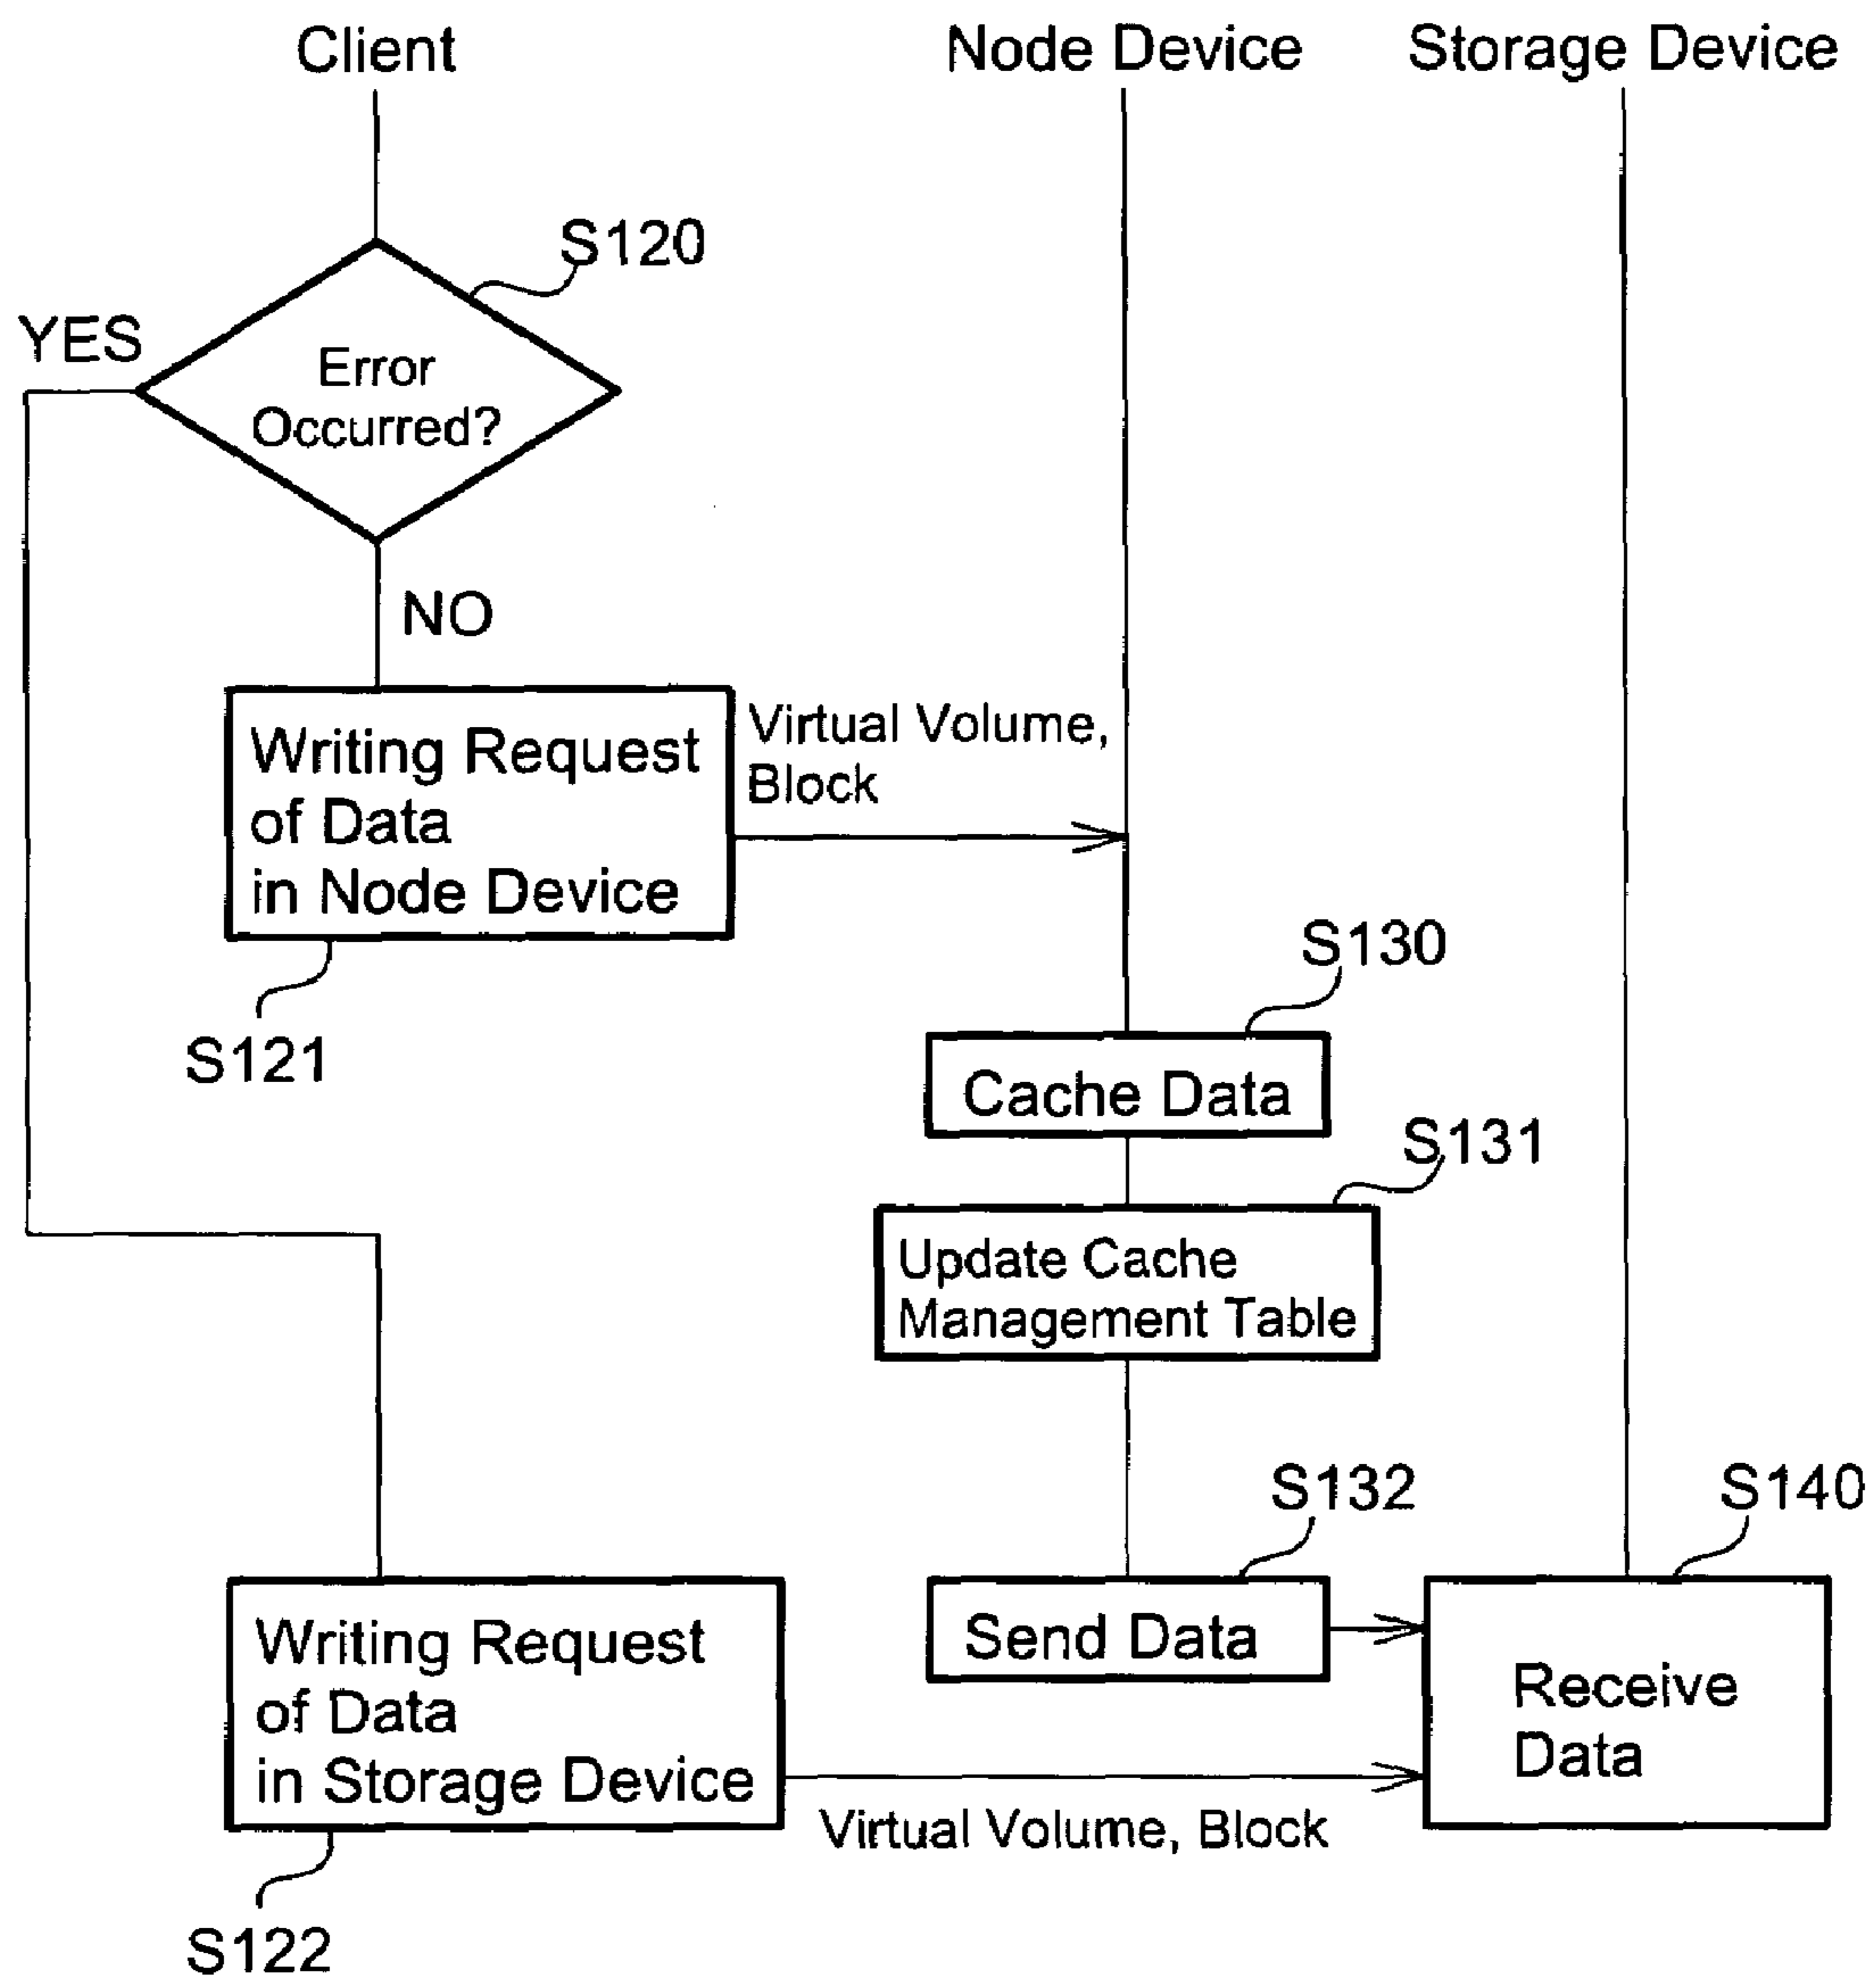 Client
Node Device
Storage Device
S120
YES
Error
Occurred?
NO
Writing Request
of Data
in Node Device
Virtual Volume,
Block
S121
S130
Cache Data
S131
Update Cache
Management Table
S132
S140
Send Data
Receive
Data
Writing Request
of Data
in Storage Device
Virtual Volume, Block
S122